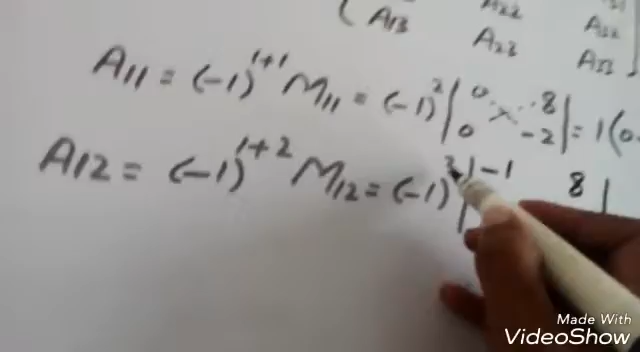 A13 A23 A33
A11 = (-1)^1+1 M11 = (-1)^2 | 0 8 | = 1(0
0 -2
A12 = (-1)^1+2 M12 = (-1)^3 | -1 8 |
Made With
VideoShow